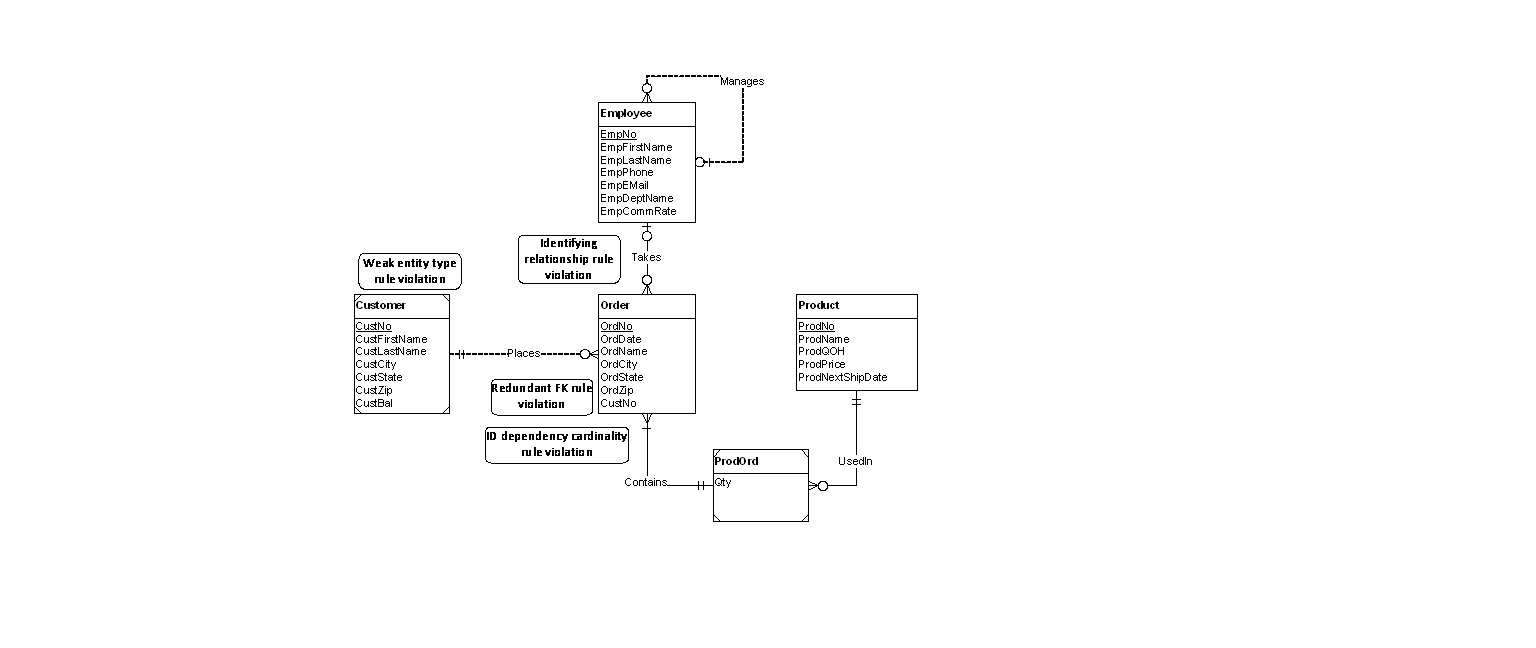 Manages
Employee
EmpNo
EmpFirstName
EmpLastName
EmpPhone
EmpEMail
EmpDeptName
EmpCommRate
Identifying
relationship rule
violation
Takes
Weak entity type
rule violation
Customer
CustNo
CustFirstName
CustLastName
CustCity
CustState
CustZip
CustBal
Places
Order
OrdNo
OrdDate
OrdName
OrdCity
OrdState
OrdZip
CustNo
Product
ProdNo
ProdName
ProdQOH
ProdPrice
ProdNextShipDate
Redundant FK rule
violation
ID dependency cardinality
rule violation
Contains
ProdOrd
Qty
UsedIn